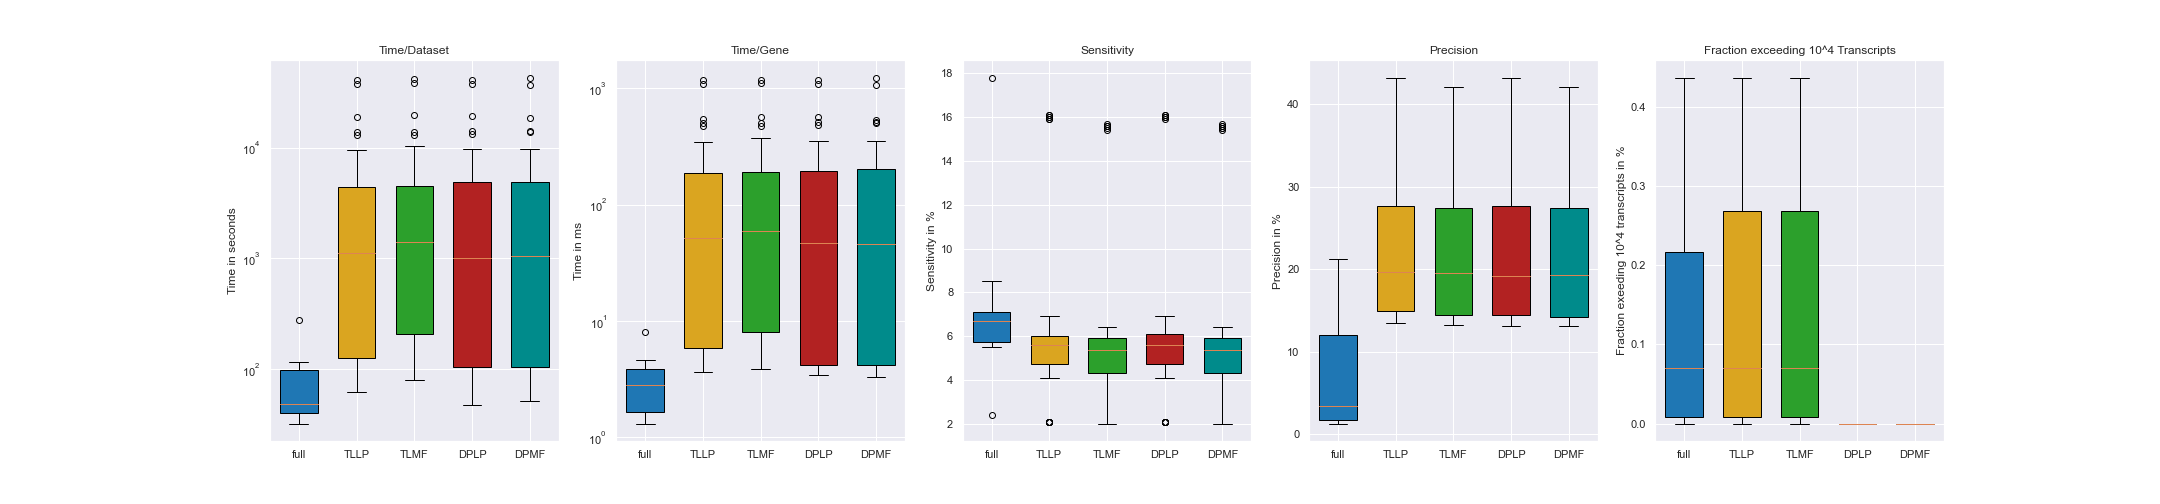 Time/Dataset
Time in seconds
10^4
10^3
10^2
full TLLP TLMF DPLP DPMF
Time/Gene
Time in ms
10^3
10^2
10^1
10^0
full TLLP TLMF DPLP DPMF
Sensitivity
Sensitivity in %
18
16
14
12
10
8
6
4
2
full TLLP TLMF DPLP DPMF
Precision
Precision in %
40
30
20
10
0
full TLLP TLMF DPLP DPMF
Fraction exceeding 10^4 Transcripts
Fraction exeeding 10^4 transcripts in %
0.4
0.3
0.2
0.1
0.0
full TLLP TLMF DPLP DPMF